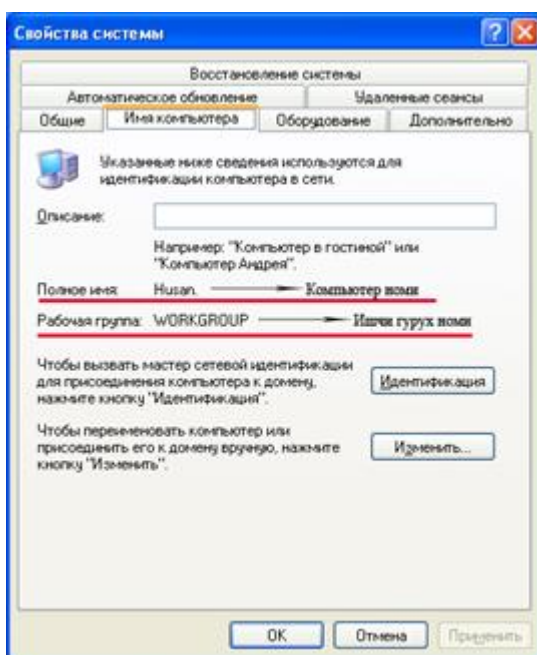 Свойства системы
Восстановление системы
Автоматическое обновление Удаленные сеансы
Общие Имя компьютера Оборудование Дополнительно
Указанные ниже сведения используются для
идентификации компьютера в сети.
Описание:
Например: "Компьютер в гостиной" или
"Компьютер Андрея".
Полное имя: Husan. Компьютер номи
Рабочая группа: WORKGROUP Ишчи гурух номи
Чтобы вызвать мастер сетевой идентификации
для присоединения компьютера к домену,
нажмите кнопку "Идентификация".
Идентификация
Чтобы переименовать компьютер или
присоединить его к домену вручную, нажмите
кнопку "Изменить".
Изменить...
OK Отмена Применить